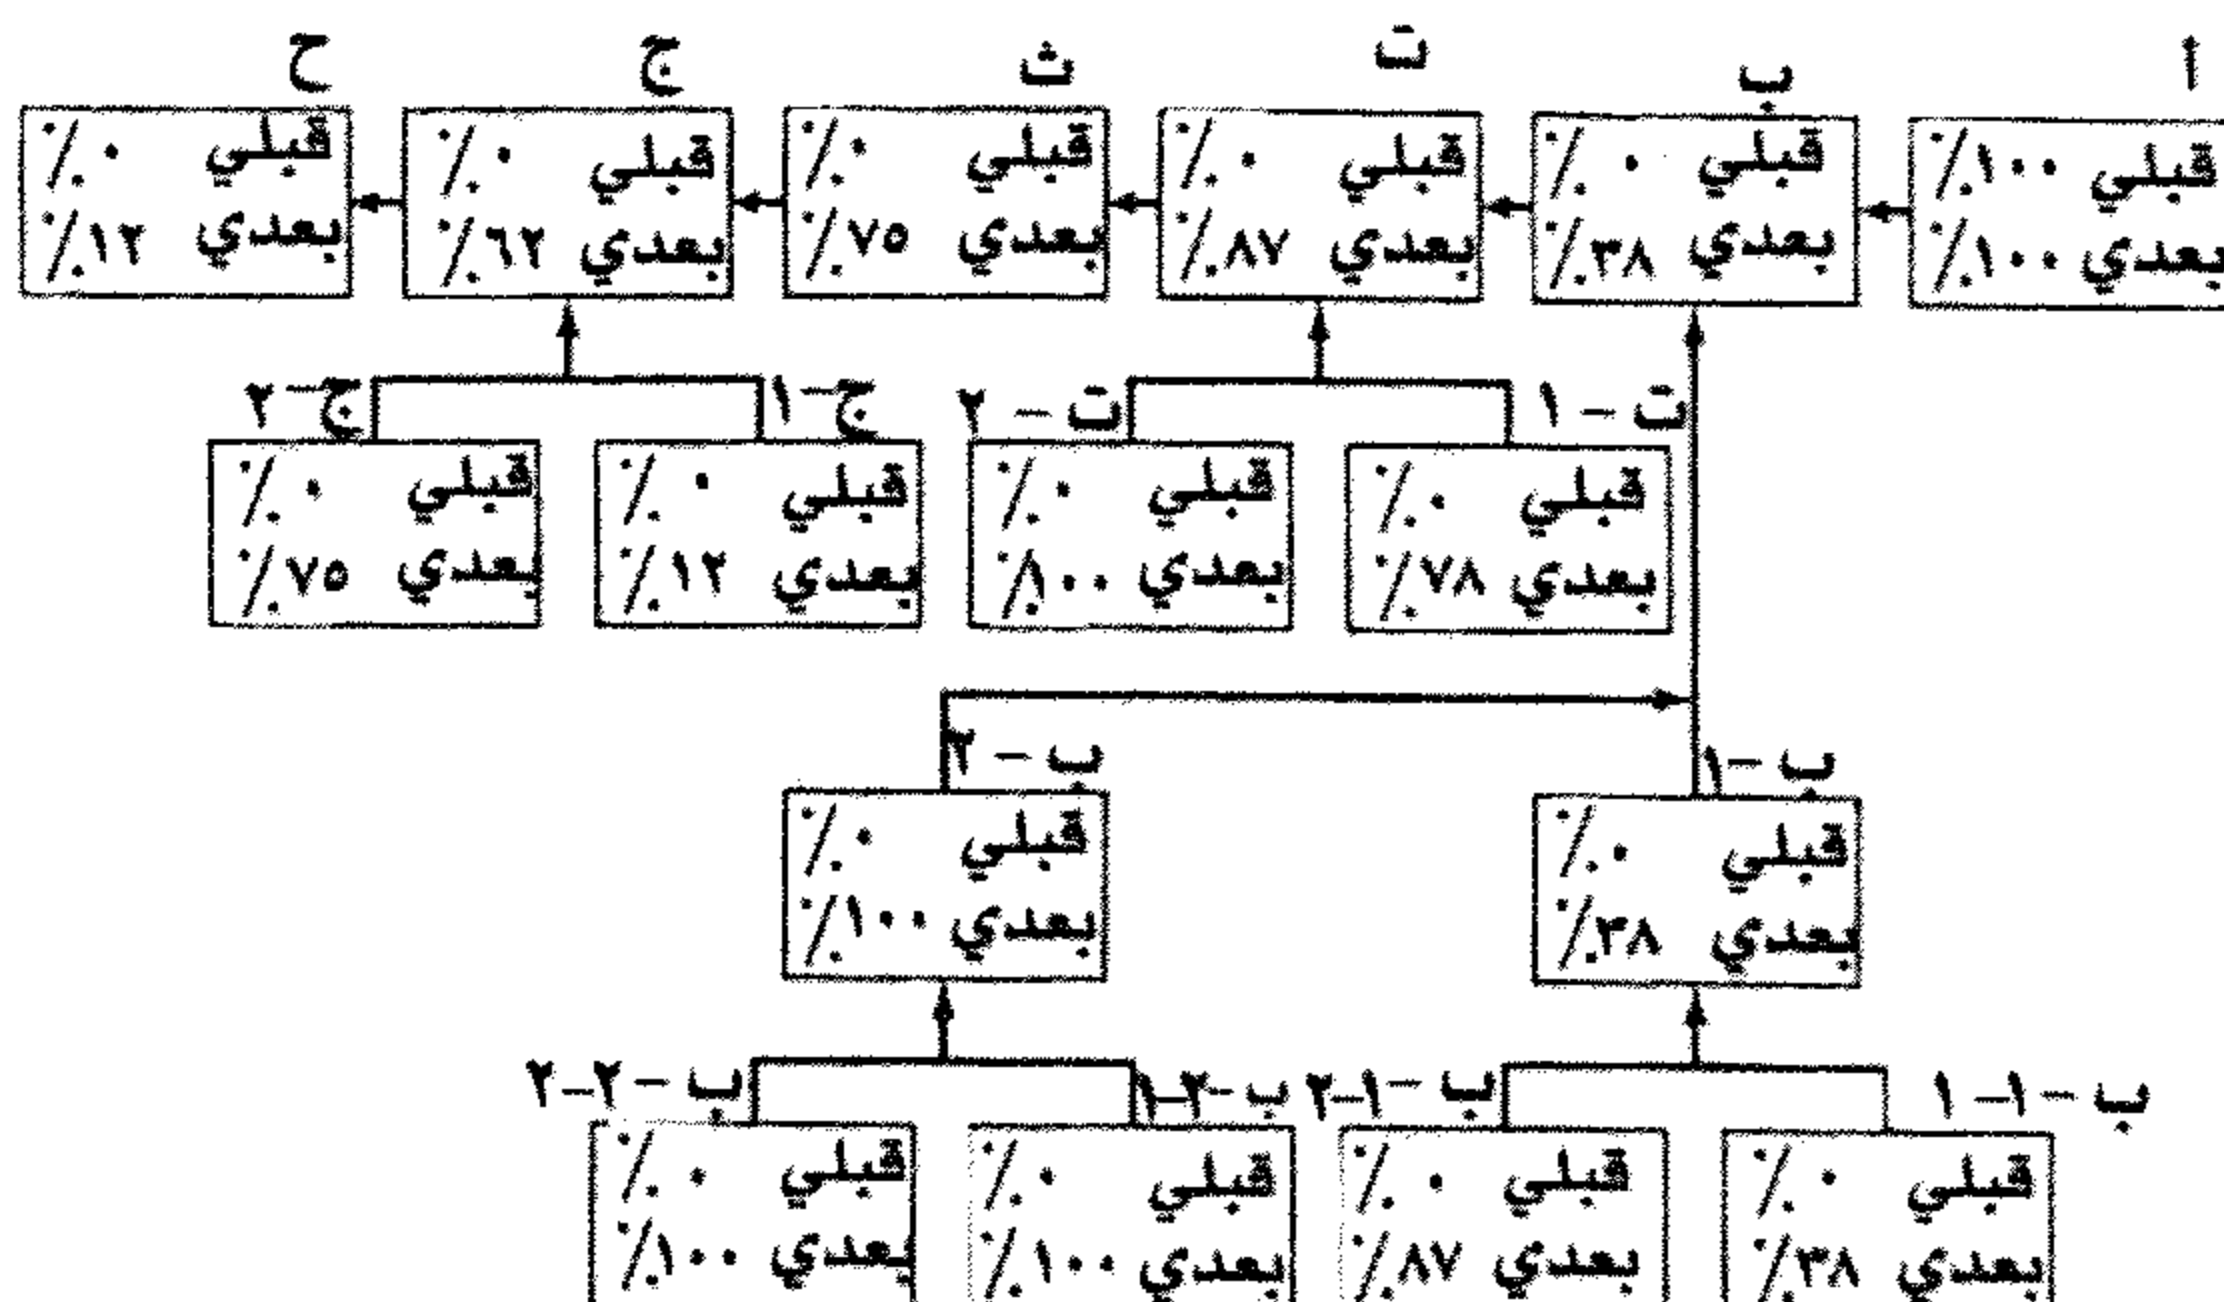 ا
قبلي ١٠٠٪
بعدي ١٠٠٪
ب
قبلي ٠٪
بعدي ٣٨٪
ت
قبلي ٠٪
بعدي ٨٧٪
ث
قبلي ٠٪
بعدي ٧٥٪
ج
قبلي ٠٪
بعدي ٦٢٪
ح
قبلي ٠٪
بعدي ١٢٪
ت - ١
قبلي ٠٪
بعدي ٧٨٪
ت - ٢
قبلي ٠٪
بعدي ١٠٠٪
ج-١
قبلي ٠٪
بعدي ١٢٪
ج-٢
قبلي ٠٪
بعدي ٧٥٪
ب -١
قبلي ٠٪
بعدي ٣٨٪
ب - ٢
قبلي ٠٪
بعدي ١٠٠٪
ب -١- ١
قبلي ٠٪
بعدي ٣٨٪
ب -١-٢
قبلي ٠٪
بعدي ٨٧٪
ب -٢-١
قبلي ٠٪
بعدي ١٠٠٪
ب -٢-٢
قبلي ٠٪
بعدي ١٠٠٪